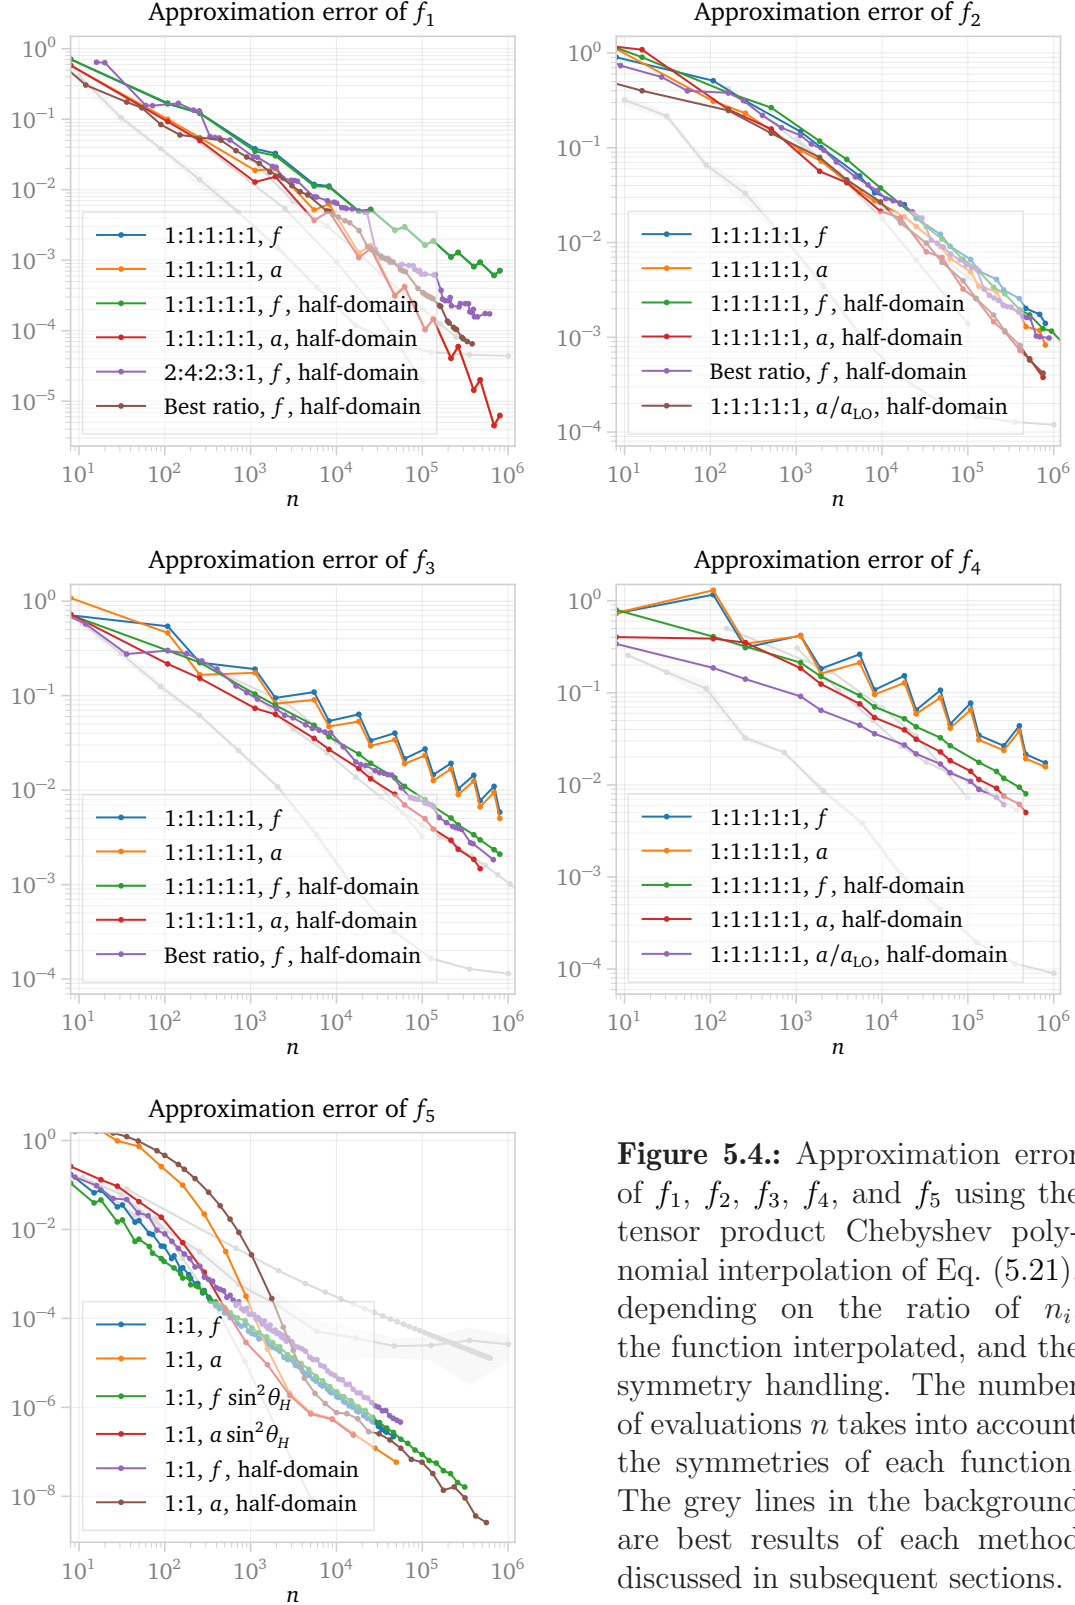 Approximation error of f1
10^0
10^-1
10^-2
10^-3
10^-4
10^-5
1:1:1:1:1, f
1:1:1:1:1, a
1:1:1:1:1, f, half-domain
1:1:1:1:1, a, half-domain
2:4:2:3:1, f, half-domain
Best ratio, f, half-domain
10^1 10^2 10^3 10^4 10^5 10^6
n
Approximation error of f2
10^0
10^-1
10^-2
10^-3
10^-4
1:1:1:1:1, f
1:1:1:1:1, a
1:1:1:1:1, f, half-domain
1:1:1:1:1, a, half-domain
Best ratio, f, half-domain
1:1:1:1:1, a/aLO, half-domain
10^1 10^2 10^3 10^4 10^5 10^6
n
Approximation error of f3
10^0
10^-1
10^-2
10^-3
10^-4
1:1:1:1:1, f
1:1:1:1:1, a
1:1:1:1:1, f, half-domain
1:1:1:1:1, a, half-domain
Best ratio, f, half-domain
10^1 10^2 10^3 10^4 10^5 10^6
n
Approximation error of f4
10^0
10^-1
10^-2
10^-3
10^-4
1:1:1:1:1, f
1:1:1:1:1, a
1:1:1:1:1, f, half-domain
1:1:1:1:1, a, half-domain
1:1:1:1:1, a/aLO, half-domain
10^1 10^2 10^3 10^4 10^5 10^6
n
Approximation error of f5
10^0
10^-2
10^-4
10^-6
10^-8
1:1, f
1:1, a
1:1, f sin²θH
1:1, a sin²θH
1:1, f, half-domain
1:1, a, half-domain
10^1 10^2 10^3 10^4 10^5 10^6
n
Figure 5.4.: Approximation error
of f1, f2, f3, f4, and f5 using the
tensor product Chebyshev poly-
nomial interpolation of Eq. (5.21),
depending on the ratio of ni,
the function interpolated, and the
symmetry handling. The number
of evaluations n takes into account
the symmetries of each function.
The grey lines in the background
are best results of each method
discussed in subsequent sections.